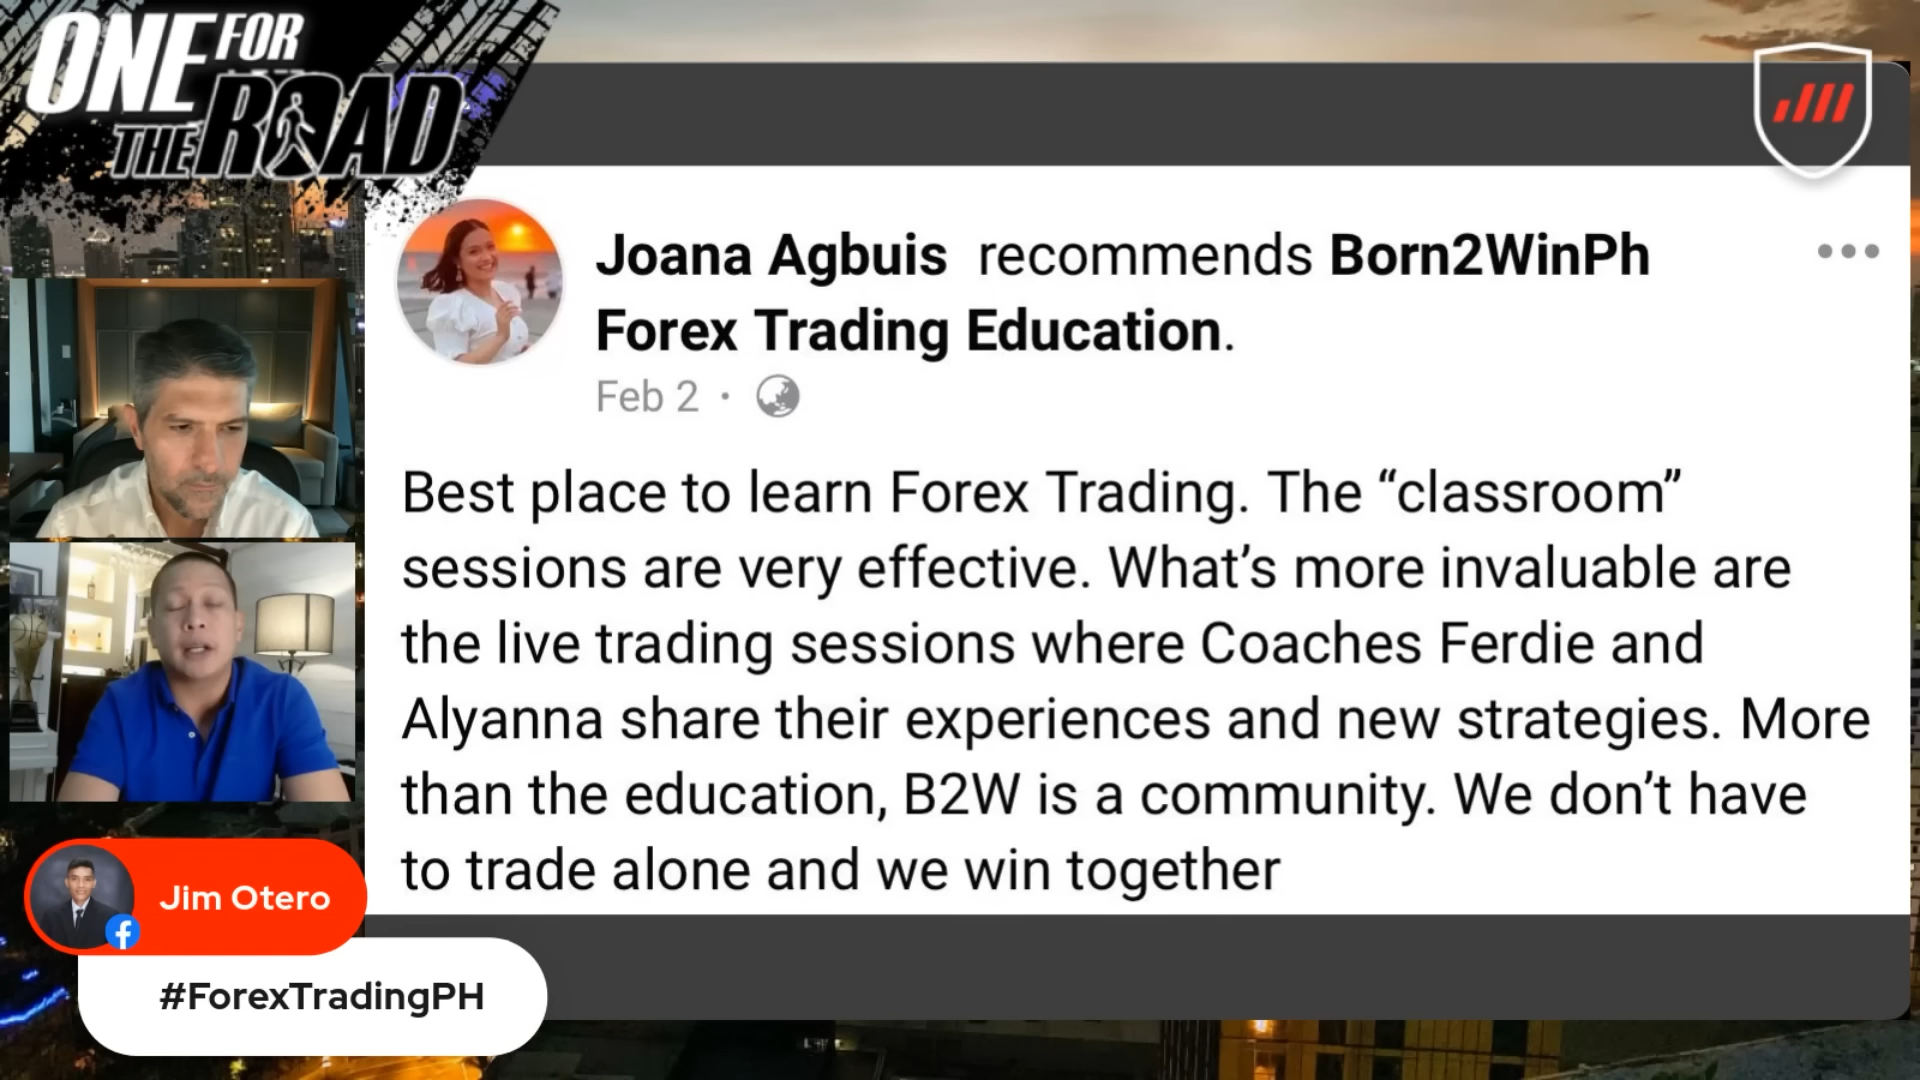 ONE FOR
THE ROAD
Joana Agbuis recommends Born2WinPh
Forex Trading Education.
Feb 2 ·
Best place to learn Forex Trading. The “classroom”
sessions are very effective. What’s more invaluable are
the live trading sessions where Coaches Ferdie and
Alyanna share their experiences and new strategies. More
than the education, B2W is a community. We don’t have
to trade alone and we win together
Jim Otero
#ForexTradingPH